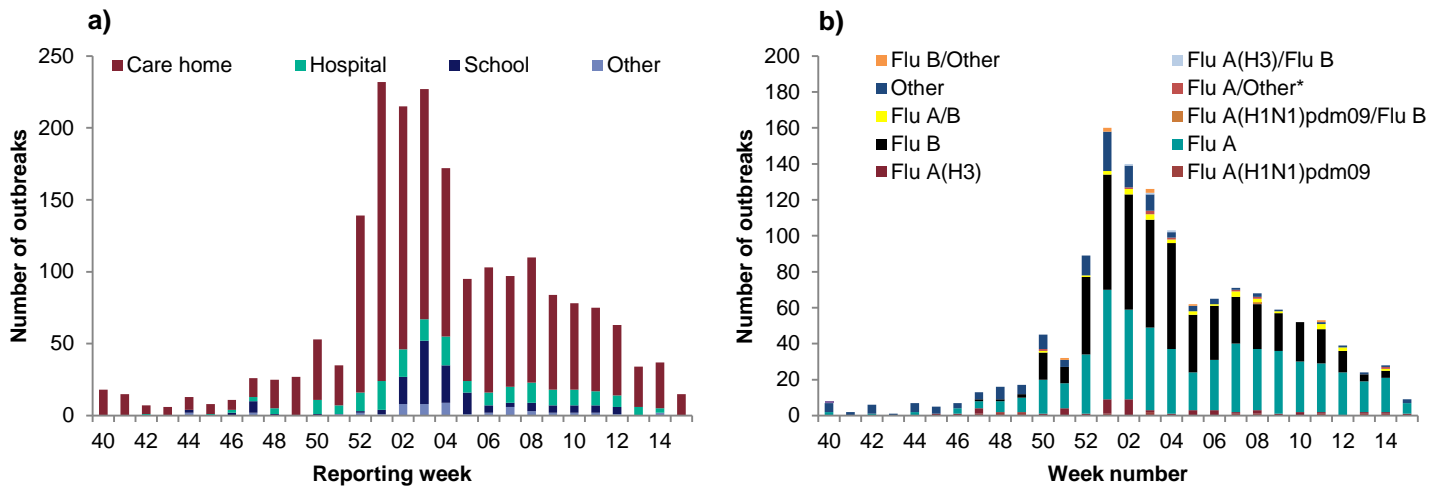 a)
Number of outbreaks
250
200
150
100
50
0
Care home Hospital School Other
40 42 44 46 48 50 52 02 04 06 08 10 12 14
Reporting week
b)
Number of outbreaks
200
180
160
140
120
100
80
60
40
20
0
Flu B/Other Flu A(H3)/Flu B
Other Flu A/Other*
Flu A/B Flu A(H1N1)pdm09/Flu B
Flu B Flu A
Flu A(H3) Flu A(H1N1)pdm09
40 42 44 46 48 50 52 02 04 06 08 10 12 14
Week number